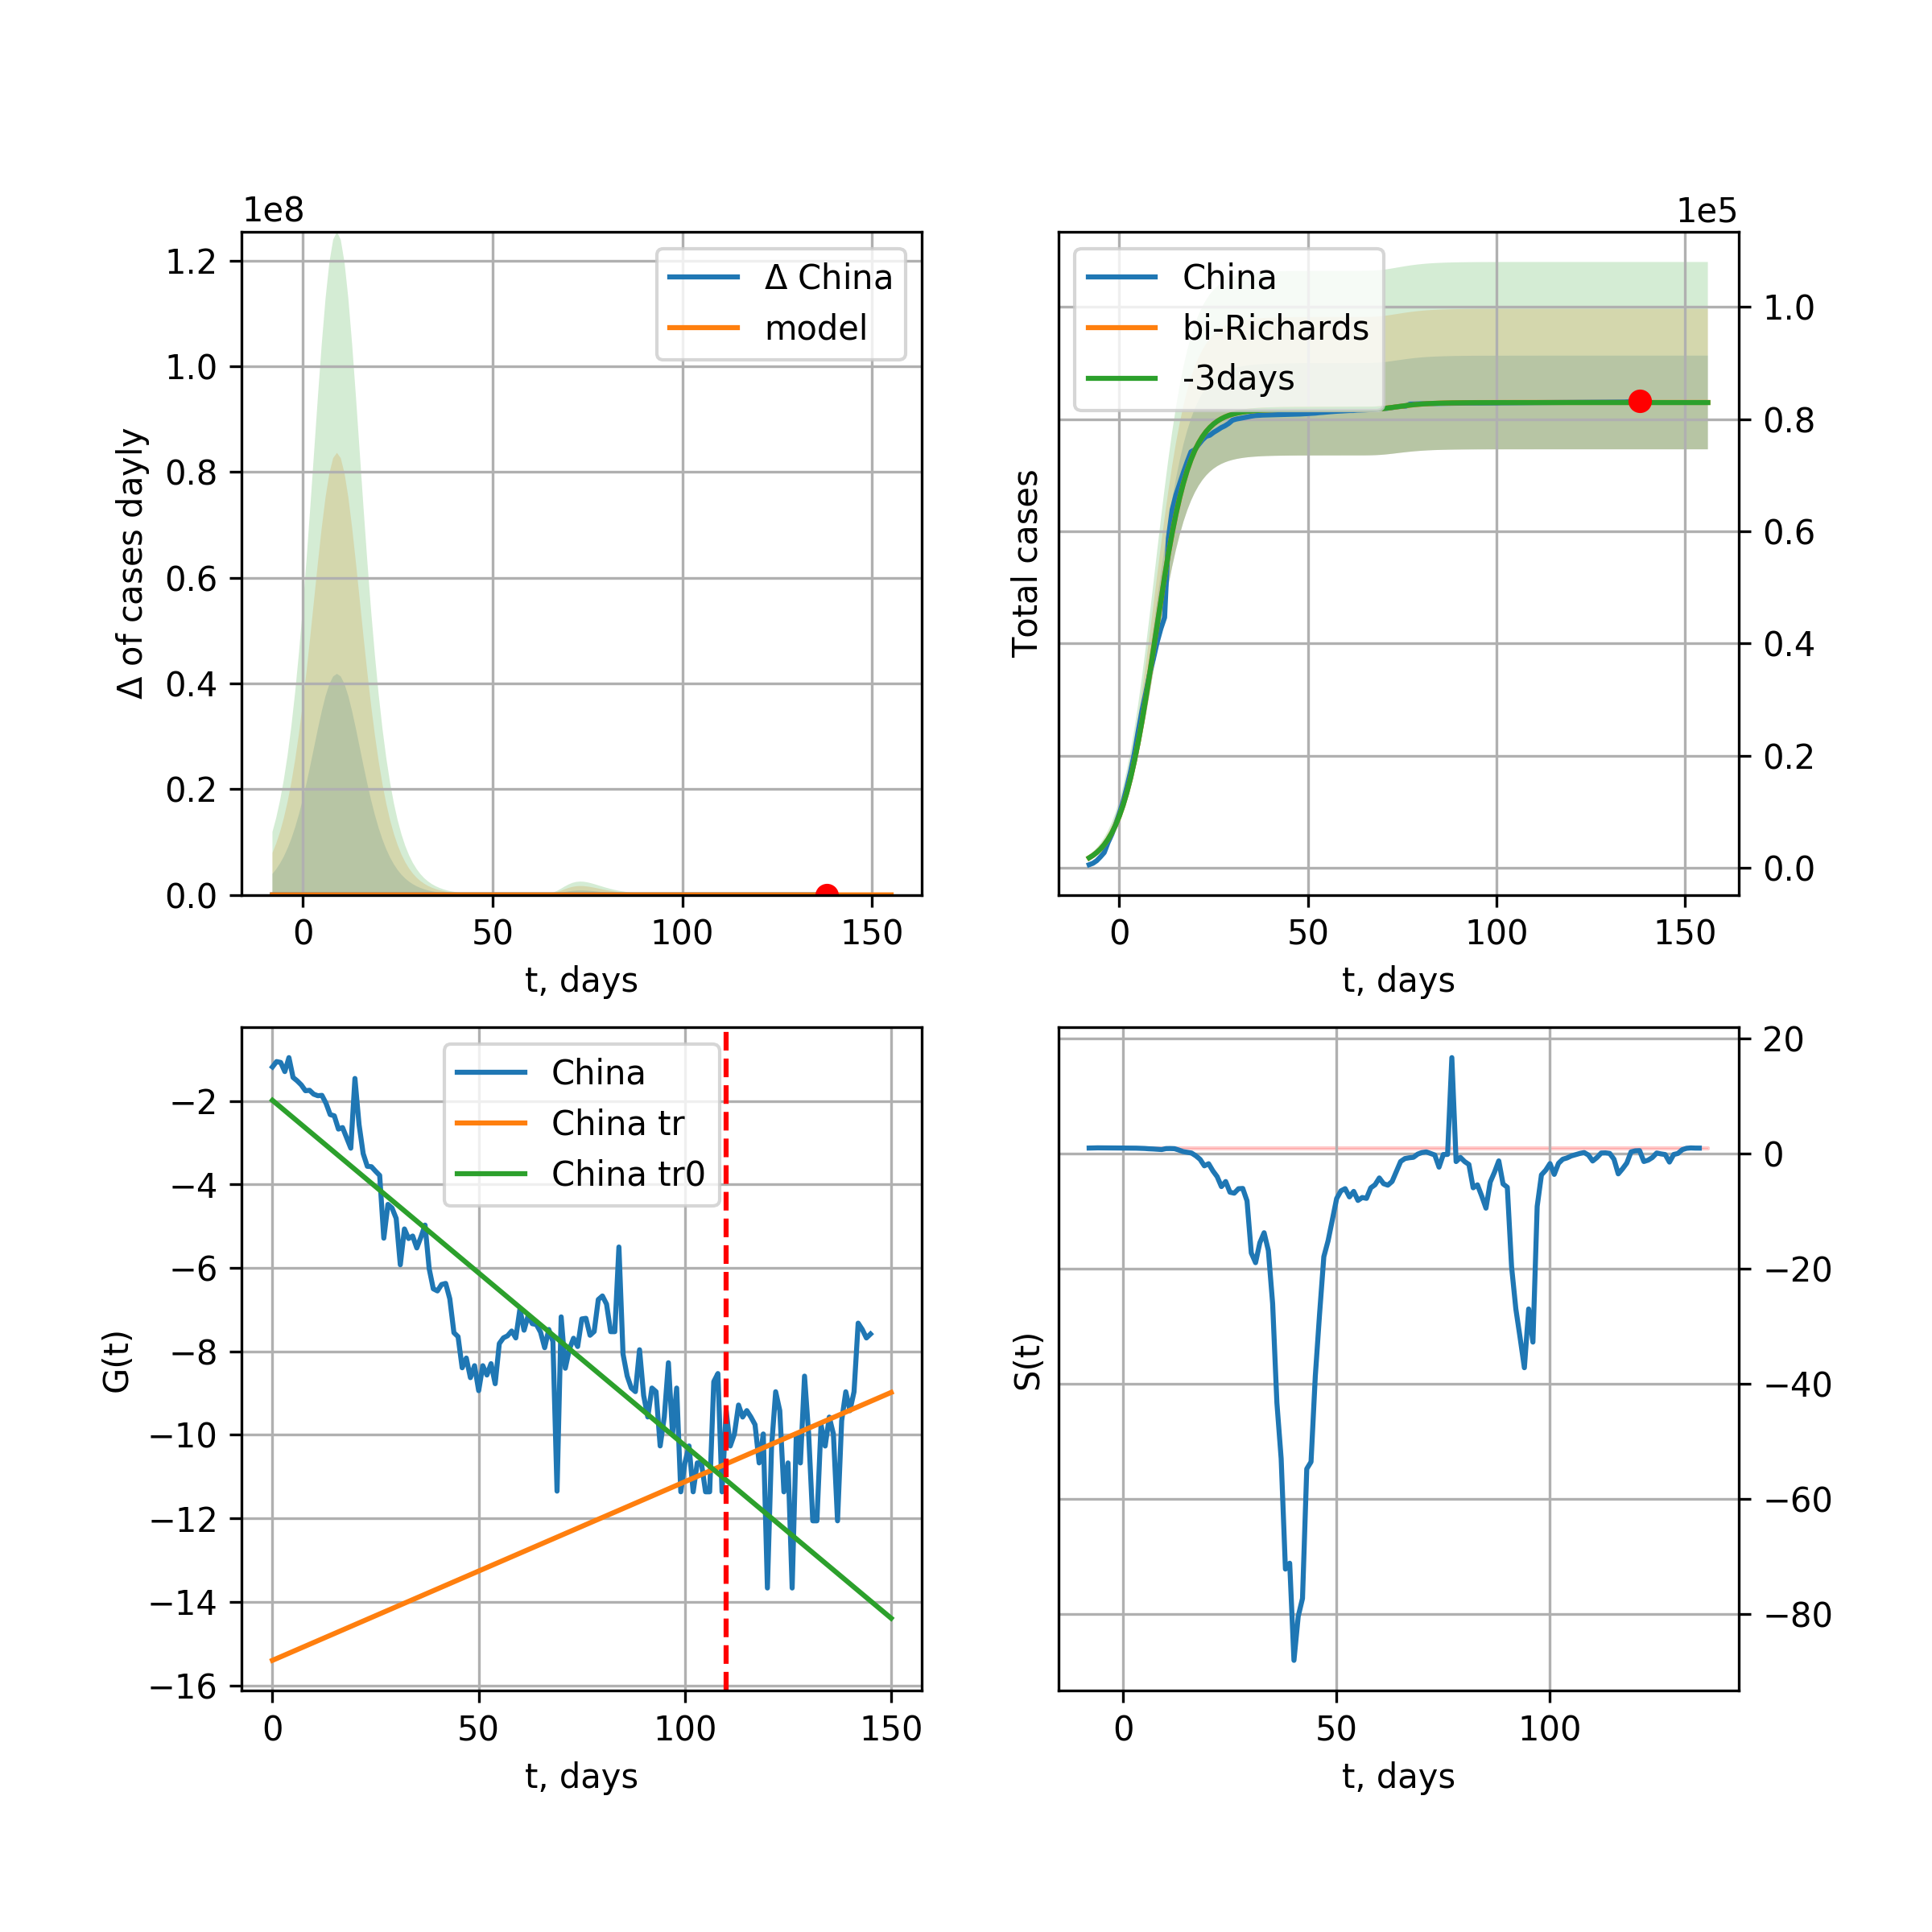 1e8
Δ of cases dayly
1.2
1.0
0.8
0.6
0.4
0.2
0.0
Δ China
model
0 50 100 150
t, days
1e5
Total cases
China
bi-Richards
-3days
1.0
0.8
0.6
0.4
0.2
0.0
0 50 100 150
t, days
G(t)
−2
−4
−6
−8
−10
−12
−14
−16
China
China tr
China tr0
0 50 100 150
t, days
S(t)
20
0
−20
−40
−60
−80
0 50 100
t, days